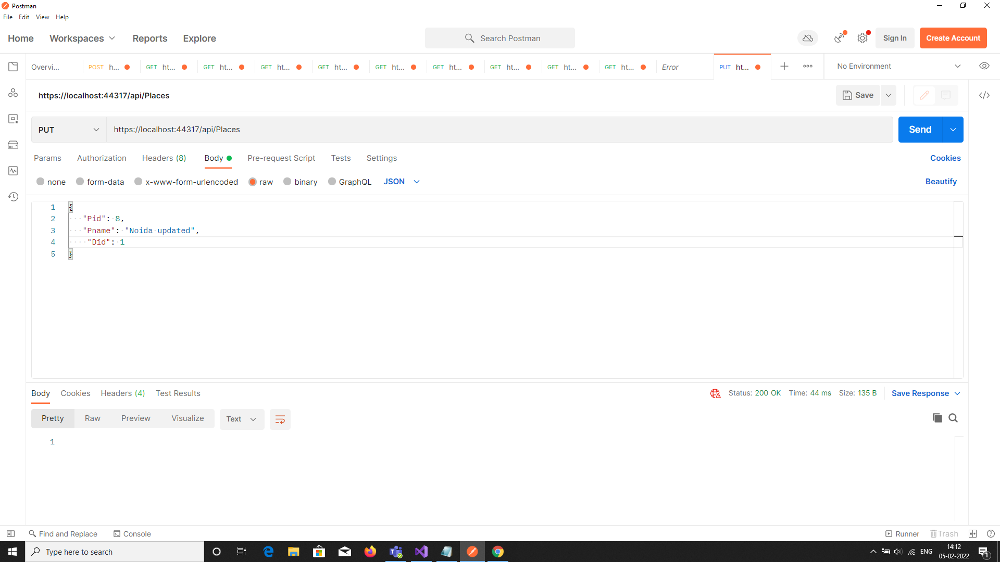 Postman
File Edit View Help
Home Workspaces Reports Explore Search Postman Sign In Create Account
Overvi... POST h... GET ht... GET ht... GET ht... GET ht... GET ht... GET ht... GET ht... GET ht... GET ht... Error PUT ht... No Environment
https://localhost:44317/api/Places Save
PUT https://localhost:44317/api/Places Send
Params Authorization Headers (8) Body Pre-request Script Tests Settings Cookies
none form-data x-www-form-urlencoded raw binary GraphQL JSON Beautify
1 {
2 "Pid": 8,
3 "Pname": "Noida updated",
4 "Did": 1
5 }
Body Cookies Headers (4) Test Results Status: 200 OK Time: 44 ms Size: 135 B Save Response
Pretty Raw Preview Visualize Text
1
Find and Replace Console Runner Trash
Type here to search ENG 14:12
05-02-2022 1